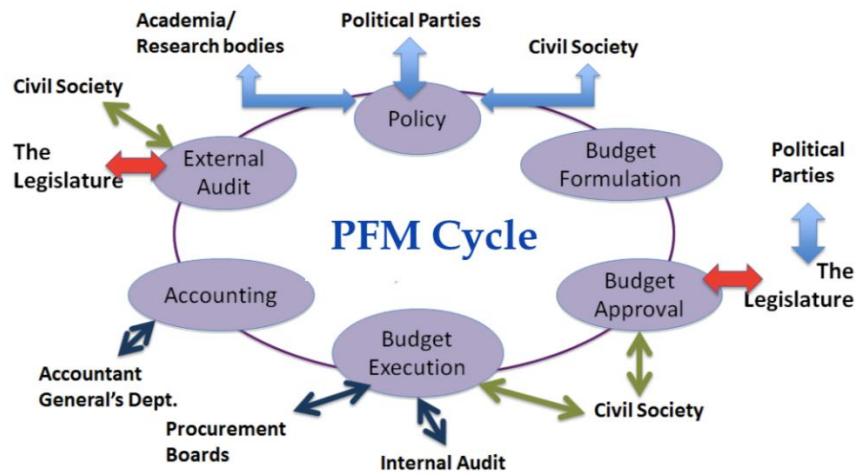 Academia/
Research bodies
Political Parties
Civil Society
Civil Society
Policy
The
Legislature
External
Audit
Budget
Formulation
Political
Parties
PFM Cycle
Accounting
Budget
Approval
The
Legislature
Budget
Execution
Accountant
General's Dept.
Procurement
Boards
Internal Audit
Civil Society